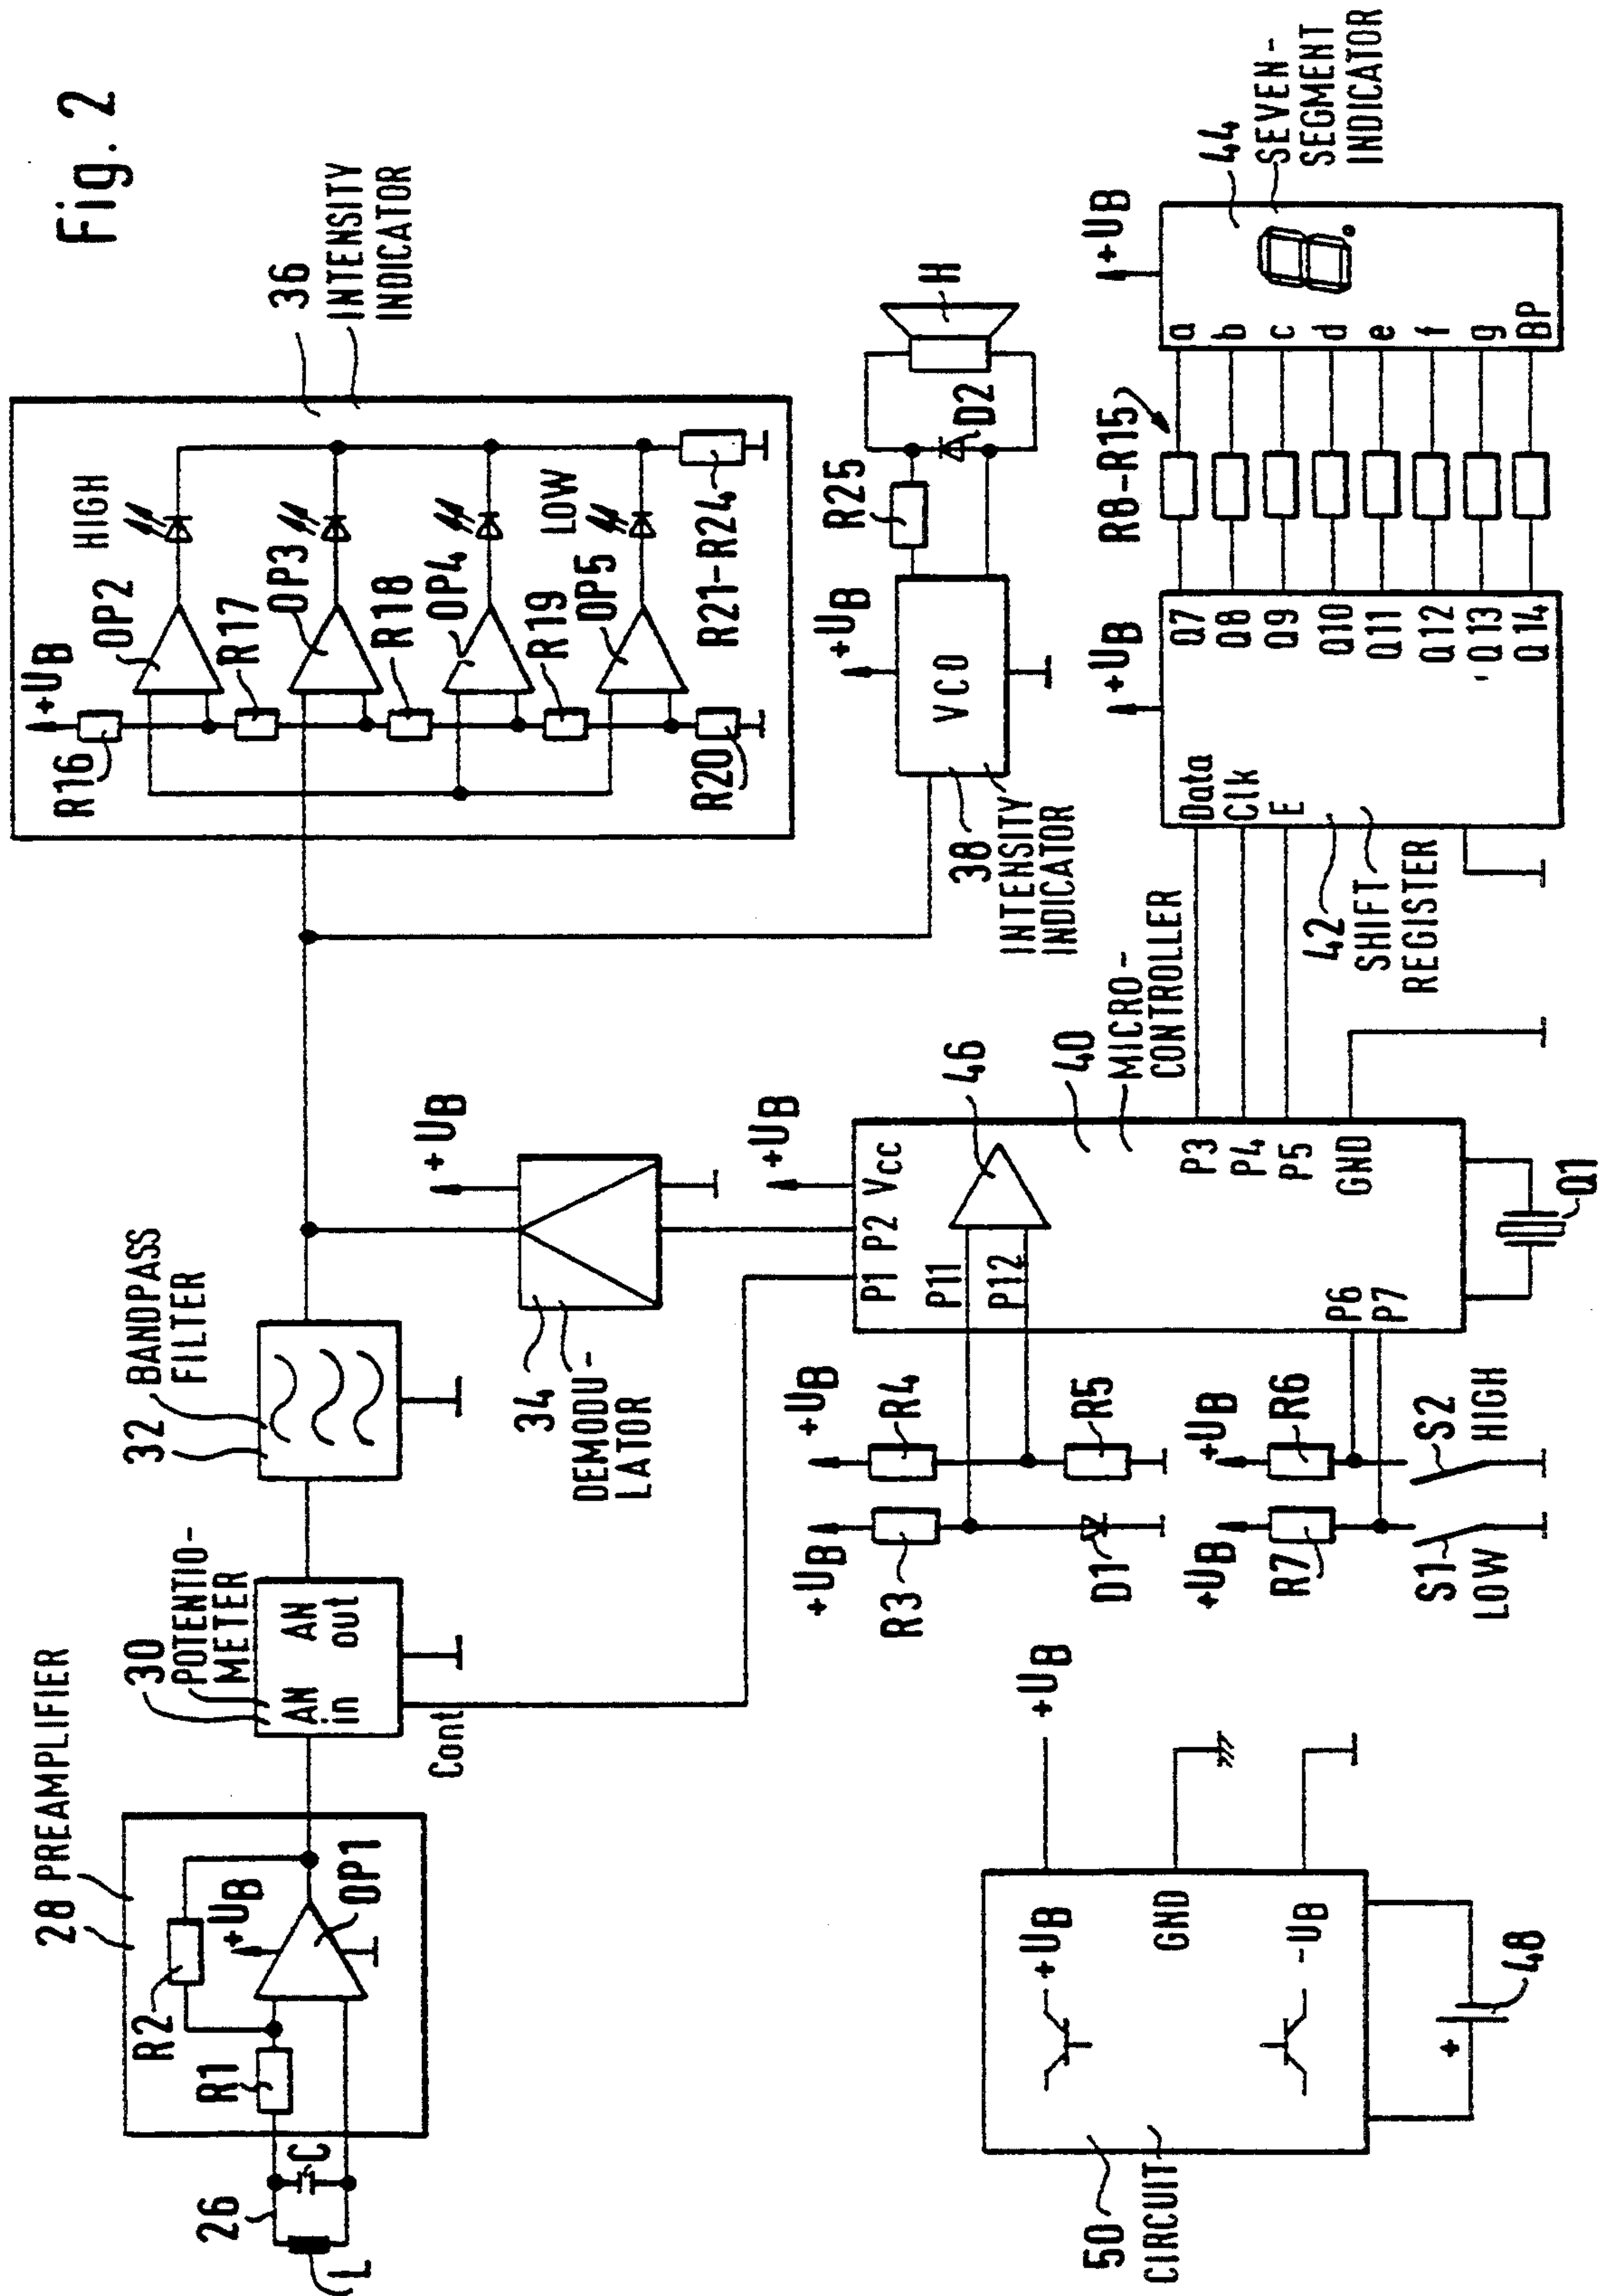 Fig. 2
28 PREAMPLIFIER
R2
+UB
R1
OP1
26
C
L
30
POTENTIO-
METER
AN AN
in out
Cont
32
BANDPASS
FILTER
34
DEMODU-
LATOR
+UB
36
INTENSITY
INDICATOR
+UB
R16
OP2
HIGH
R17
OP3
R18
OP4
R19
OP5
LOW
R20
R21-R24
+UB
VCO
38
INTENSITY
INDICATOR
R25
D2
H
+UB
P1 P2 Vcc
P11
P12
46
40
MICRO-
CONTROLLER
P3
P4
P5
GND
P6
P7
Q1
+UB
+UB
R3
R4
D1
R5
+UB
+UB
R7
R6
S1
LOW
S2
HIGH
+UB
Data
Clk
E
42
SHIFT
REGISTER
Q7
Q8
Q9
Q10
Q11
Q12
Q13
Q14
R8-R15
+UB
a
b
c
d
e
f
g
BP
44
SEVEN-
SEGMENT
INDICATOR
+UB
+UB
GND
-UB
50
CIRCUIT
+
48